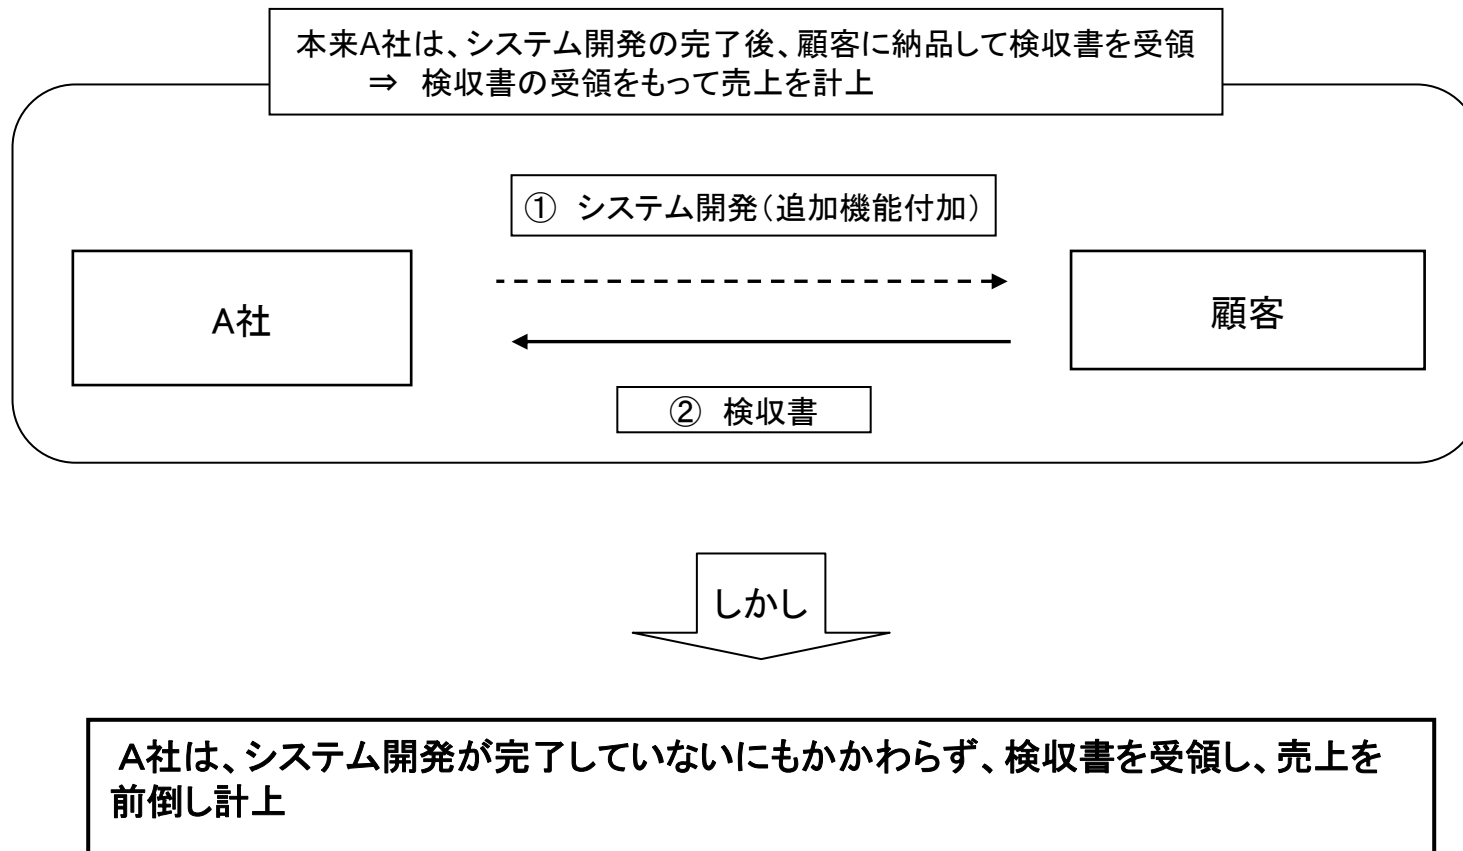 本来A社は、システム開発の完了後、顧客に納品して検収書を受領
⇒ 検収書の受領をもって売上を計上
① システム開発（追加機能付加）
A社
顧客
② 検収書
しかし
A社は、システム開発が完了していないにもかかわらず、検収書を受領し、売上を
前倒し計上